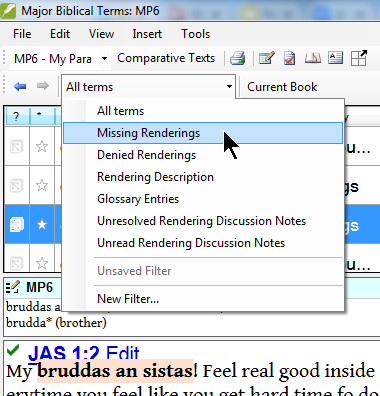 Major Biblical Terms: MP6
File Edit View Insert Tools
MP6 - My Para Comparative Texts
All terms Current Book
? *
All terms
Missing Renderings
Denied Renderings
Rendering Description
Glossary Entries
Unresolved Rendering Discussion Notes
Unread Rendering Discussion Notes
Unsaved Filter
New Filter...
MP6
bruddas an
brudda* (brother)
JAS 1:2 Edit
My bruddas an sistas! Feel real good inside
erytime you feel like you get hard time fo do